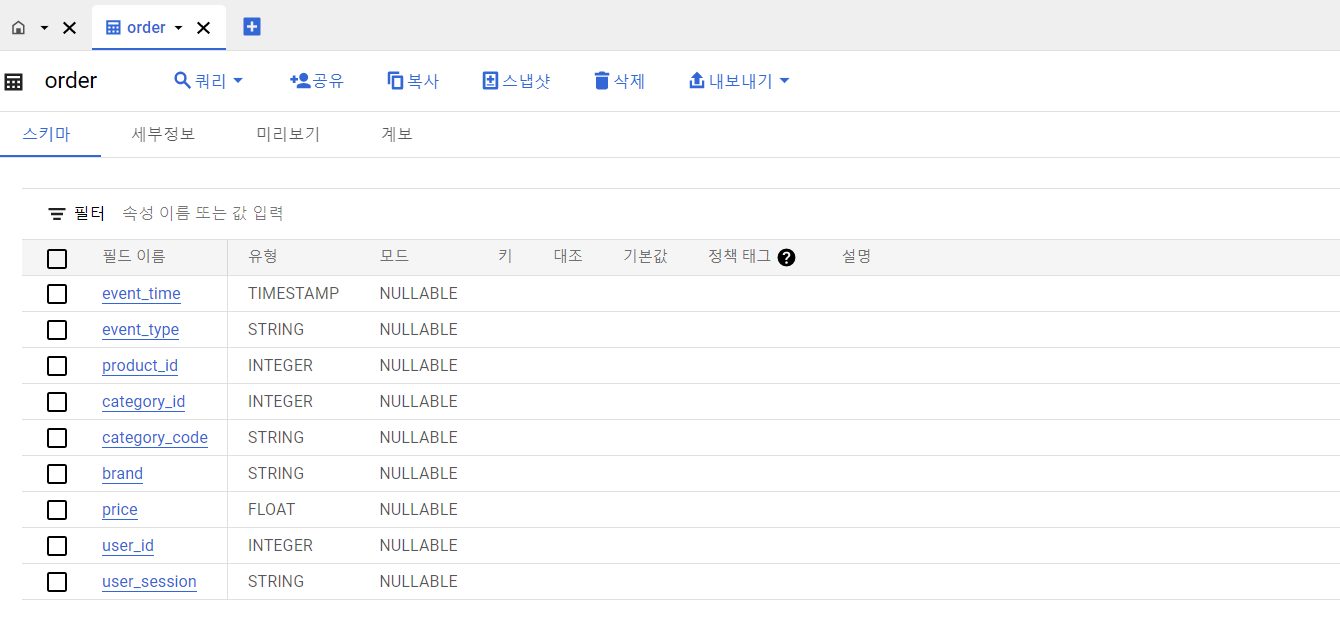 order
order 쿼리 공유 복사 스냅샷 삭제 내보내기
스키마 세부정보 미리보기 계보
필터 속성 이름 또는 값 입력
필드 이름 유형 모드 키 대조 기본값 정책 태그 ? 설명
event_time TIMESTAMP NULLABLE
event_type STRING NULLABLE
product_id INTEGER NULLABLE
category_id INTEGER NULLABLE
category_code STRING NULLABLE
brand STRING NULLABLE
price FLOAT NULLABLE
user_id INTEGER NULLABLE
user_session STRING NULLABLE